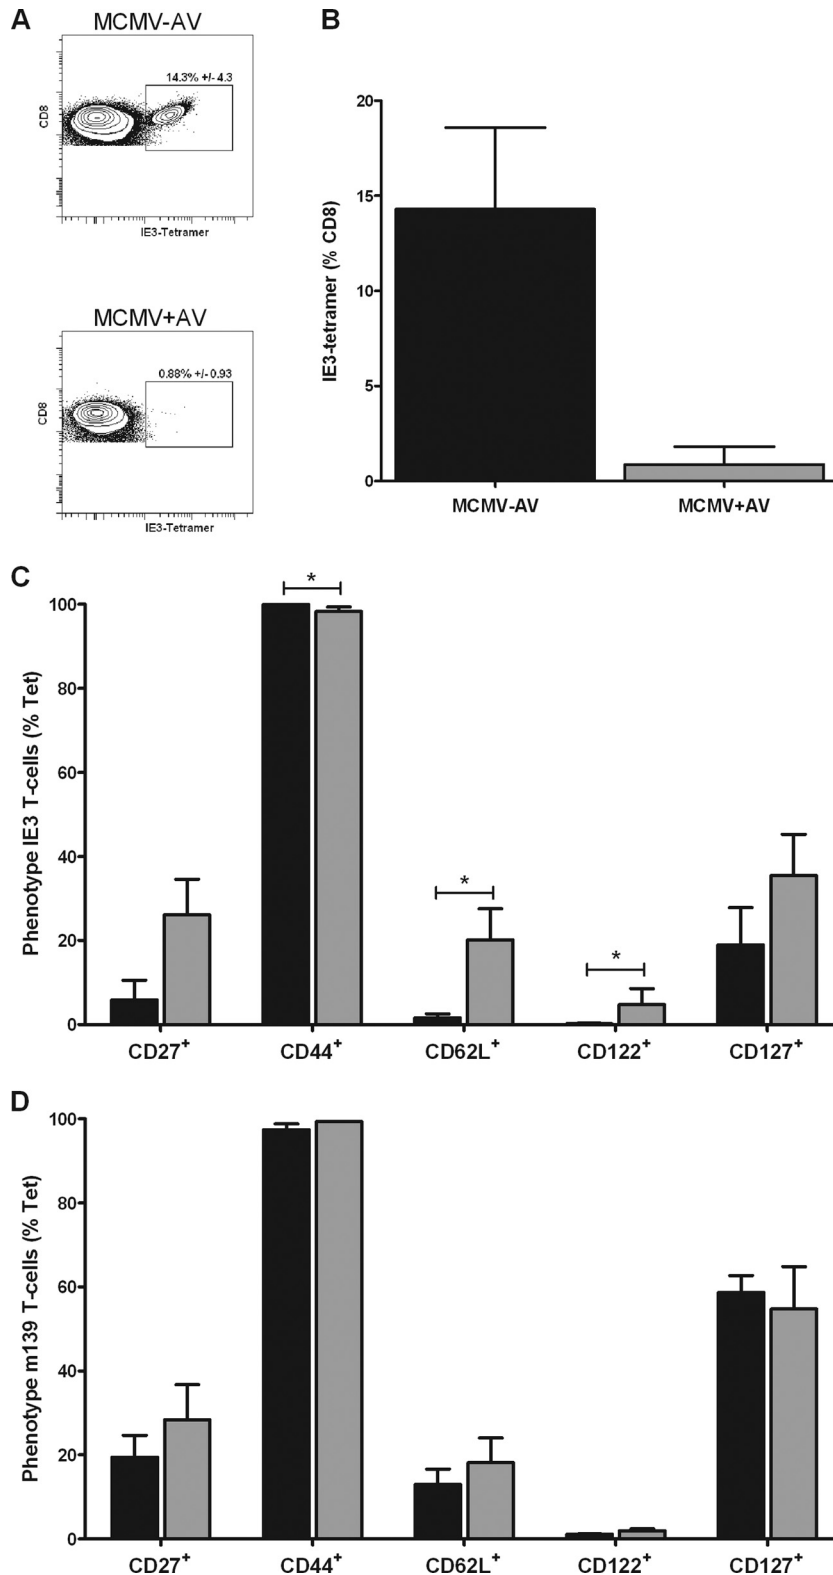 A
MCMV-AV
14.3% +/- 4.3
CD8
IE3-Tetramer
MCMV+AV
0.88% +/- 0.93
CD8
IE3-Tetramer
B
IE3-tetramer (% CD8)
20
15
10
5
0
MCMV-AV
MCMV+AV
C
Phenotype IE3 T-cells (% Tet)
100
80
60
40
20
0
*
*
*
CD27⁺
CD44⁺
CD62L⁺
CD122⁺
CD127⁺
D
Phenotype m139 T-cells (% Tet)
100
80
60
40
20
0
CD27⁺
CD44⁺
CD62L⁺
CD122⁺
CD127⁺